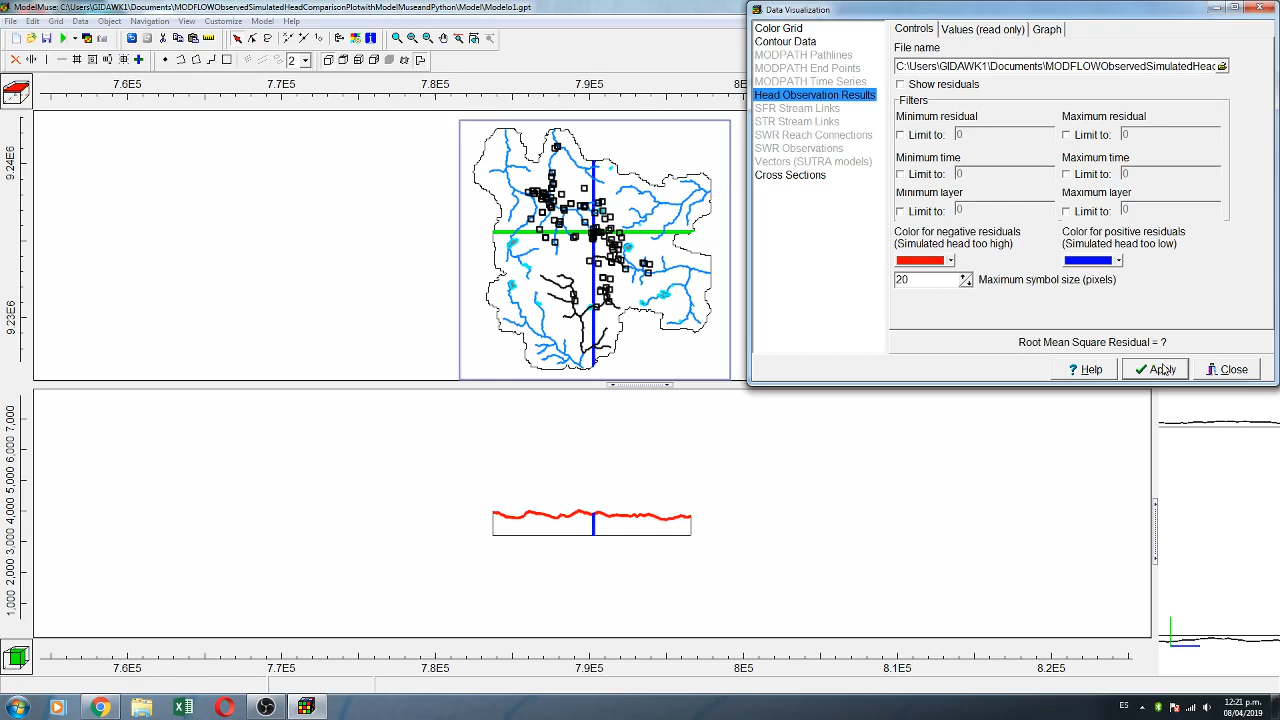 ModelMuse: C:\Users\GIDAWK1\Documents\MODFLOWObservedSimulatedHeadComparisonPlotwithModelMuseandPython\Model\Modelo1.gpt
File Edit Grid Data Object Navigation View Customize Model Help
2
7.6E5 7.7E5 7.8E5 7.9E5 8E
9.24E6
9.23E6
7,000
6,000
5,000
4,000
3,000
2,000
1,000
0
7.6E5 7.7E5 7.8E5 7.9E5 8E5 8.1E5 8.2E5
Data Visualization
Color Grid
Contour Data
MODPATH Pathlines
MODPATH End Points
MODPATH Time Series
Head Observation Results
SFR Stream Links
STR Stream Links
SWR Reach Connections
SWR Observations
Vectors (SUTRA models)
Cross Sections
Controls Values (read only) Graph
File name
C:\Users\GIDAWK1\Documents\MODFLOWObservedSimulatedHeac
Show residuals
Filters
Minimum residual Maximum residual
Limit to: 0 Limit to: 0
Minimum time Maximum time
Limit to: 0 Limit to: 0
Minimum layer Maximum layer
Limit to: 0 Limit to: 0
Color for negative residuals Color for positive residuals
(Simulated head too high) (Simulated head too low)
20 Maximum symbol size (pixels)
Root Mean Square Residual = ?
? Help Apply Close
ES 12:21 p.m.
08/04/2019